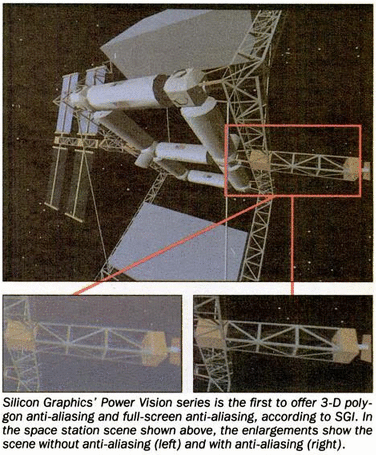 Silicon Graphics' Power Vision series is the first to offer 3-D poly-
gon anti-aliasing and full-screen anti-aliasing, according to SGI. In
the space station scene shown above, the enlargements show the
scene without anti-aliasing (left) and with anti-aliasing (right).